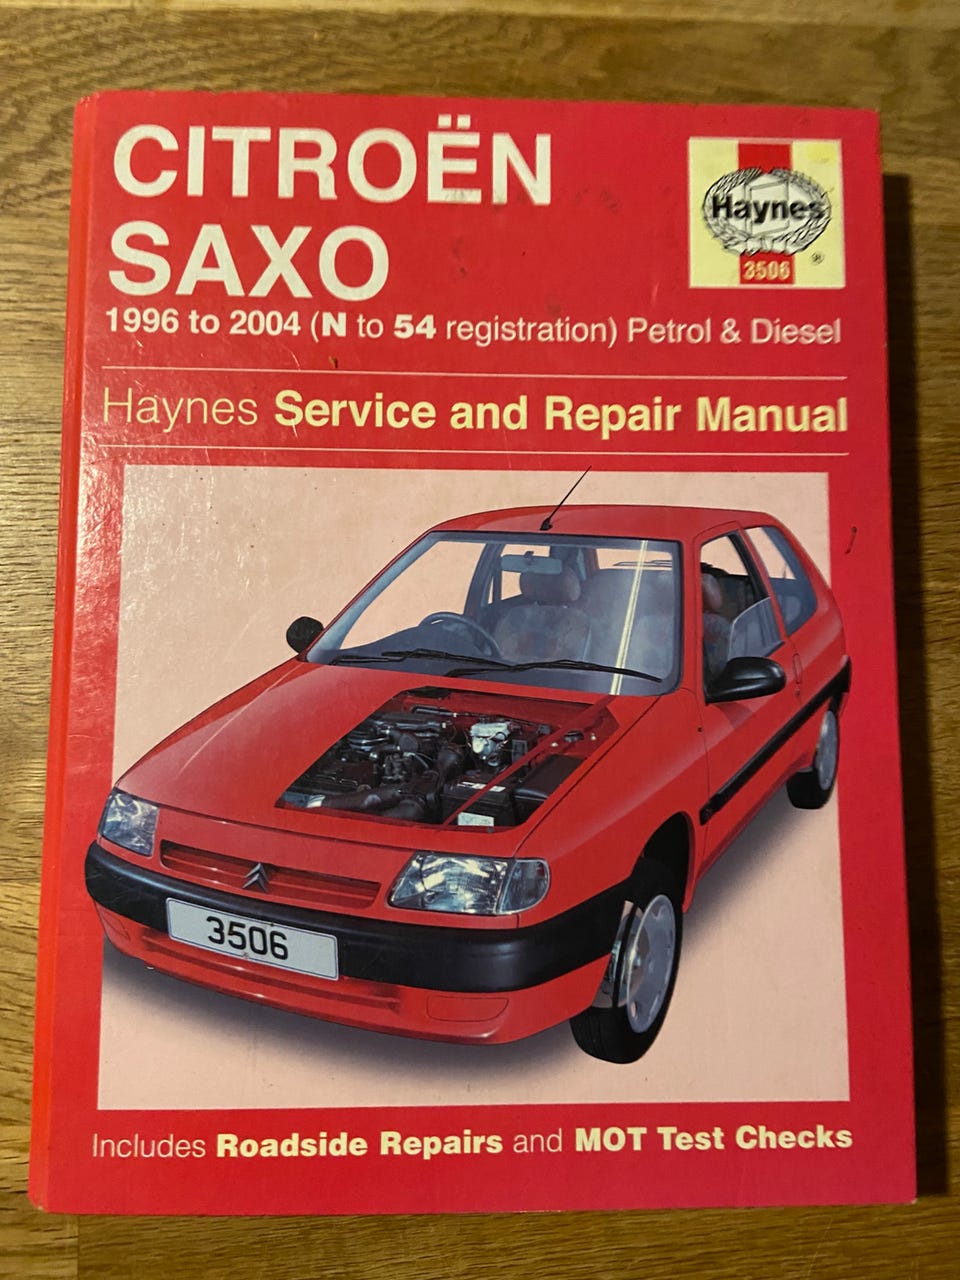 CITROËN
SAXO
Haynes
®
3506
1996 to 2004 (N to 54 registration) Petrol & Diesel
Haynes Service and Repair Manual
3506
Includes Roadside Repairs and MOT Test Checks